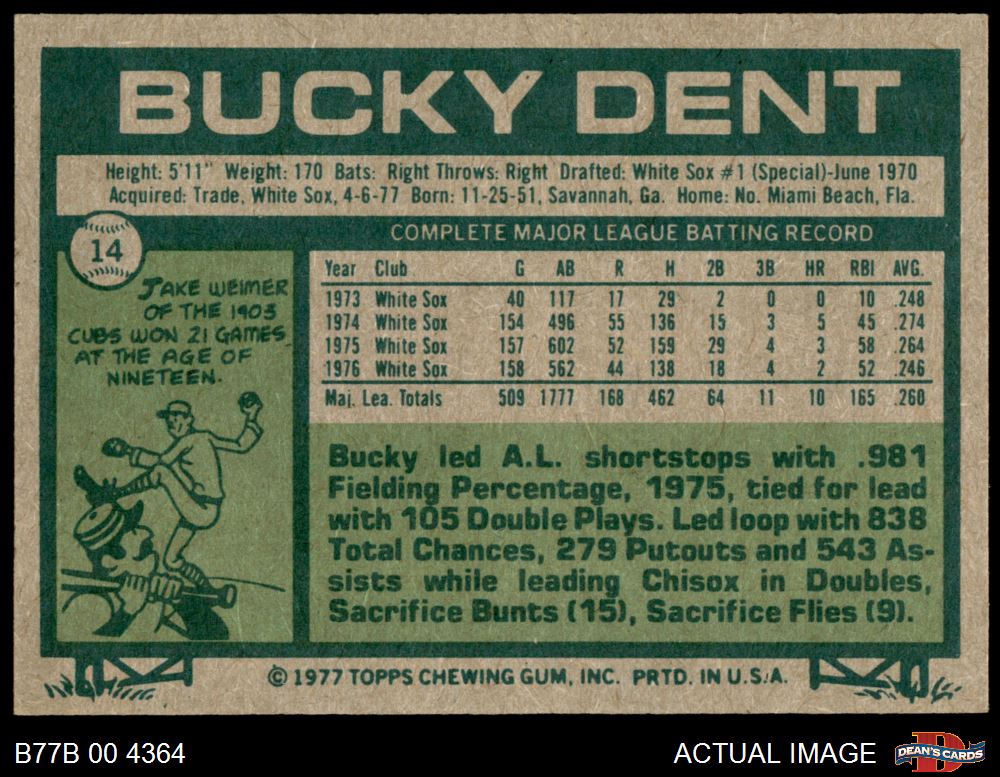 BUCKY DENT
Height: 5'11" Weight: 170 Bats: Right Throws: Right Drafted: White Sox #1 (Special)-June 1970
Acquired: Trade, White Sox, 4-6-77 Born: 11-25-51, Savannah, Ga. Home: No. Miami Beach, Fla.
14
JAKE WEIMER
OF THE 1903
CUBS WON 21 GAMES
AT THE AGE OF
NINETEEN.
COMPLETE MAJOR LEAGUE BATTING RECORD
Year Club G AB R H 2B 3B HR RBI AVG.
1973 White Sox 40 117 17 29 2 0 0 10 .248
1974 White Sox 154 496 55 136 15 3 5 45 .274
1975 White Sox 157 602 52 159 29 4 3 58 .264
1976 White Sox 158 562 44 138 18 4 2 52 .246
Maj. Lea. Totals 509 1777 168 462 64 11 10 165 .260
Bucky led A.L. shortstops with .981
Fielding Percentage, 1975, tied for lead
with 105 Double Plays. Led loop with 838
Total Chances, 279 Putouts and 543 As-
sists while leading Chisox in Doubles,
Sacrifice Bunts (15), Sacrifice Flies (9).
© 1977 TOPPS CHEWING GUM, INC. PRTD. IN U.S.A.
B77B 00 4364
ACTUAL IMAGE
D
DEAN'S CARDS